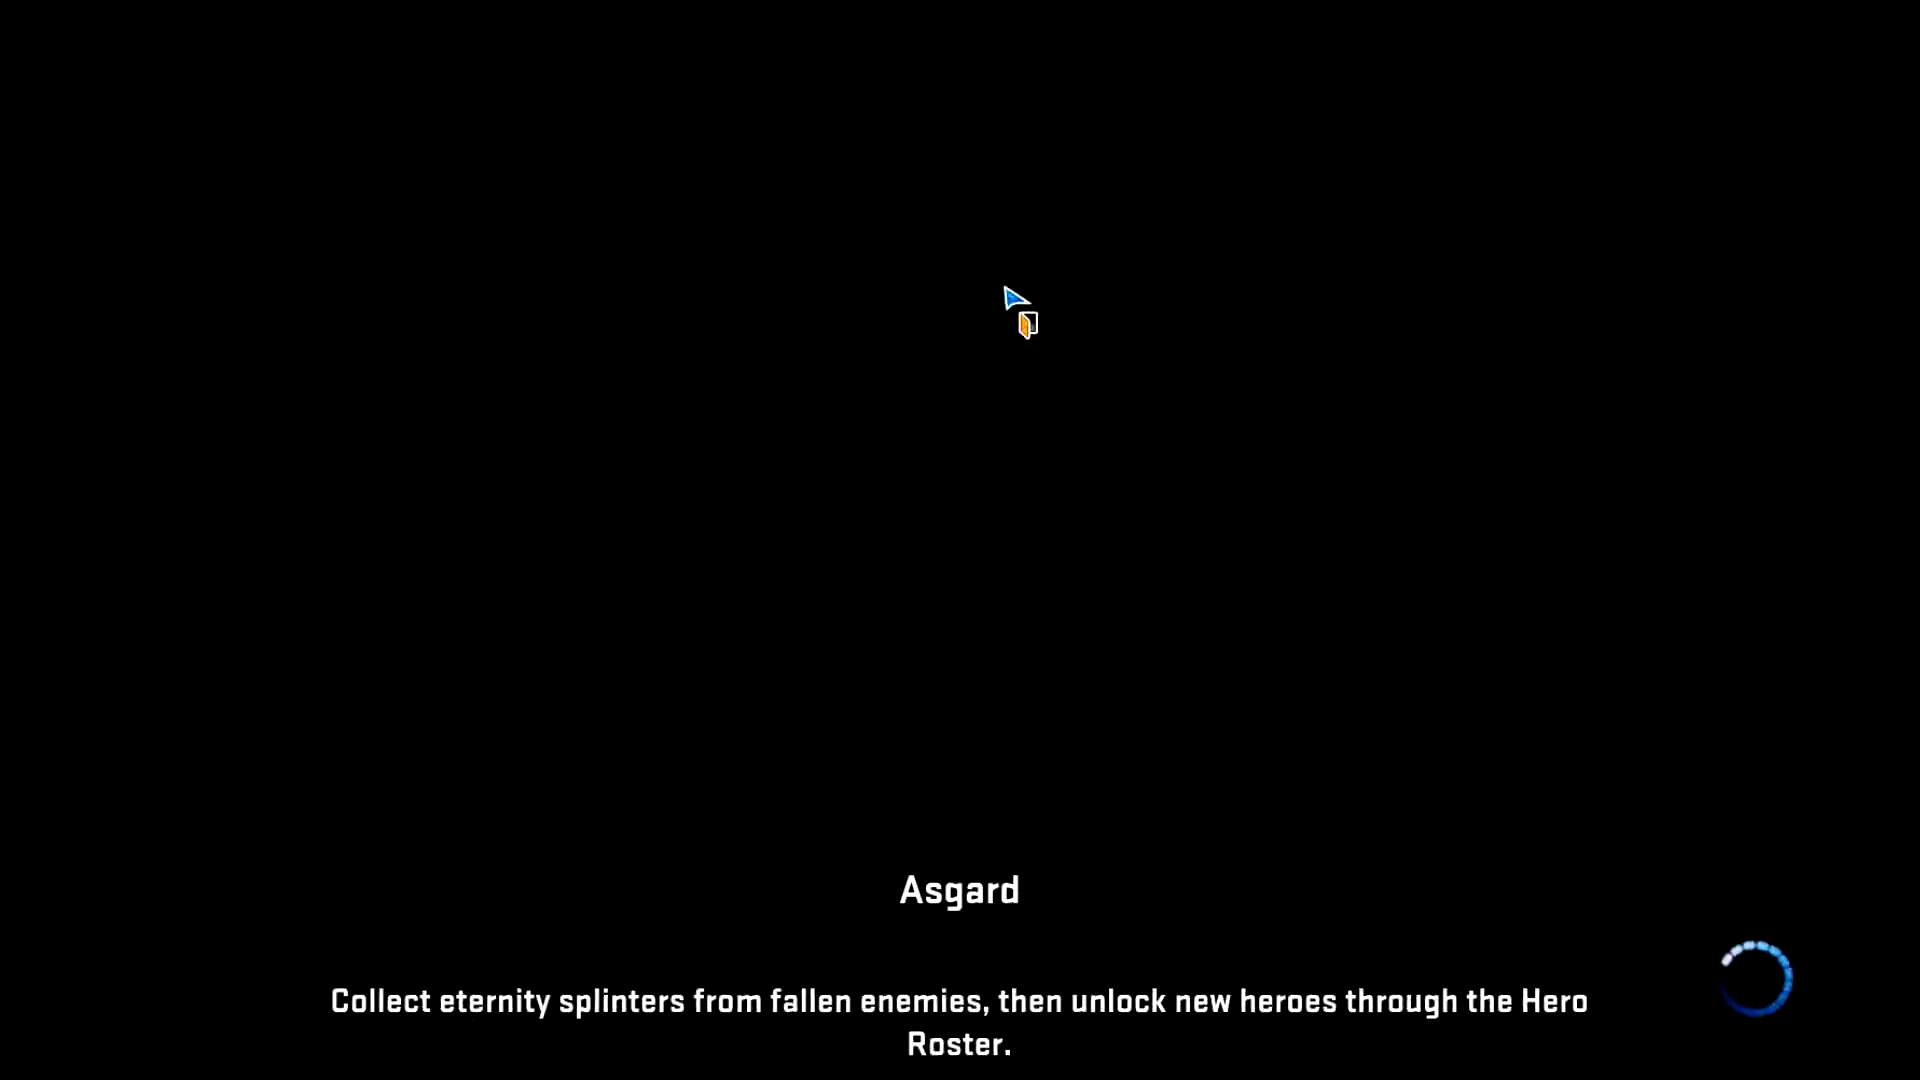 Asgard
Collect eternity splinters from fallen enemies, then unlock new heroes through the Hero
Roster.